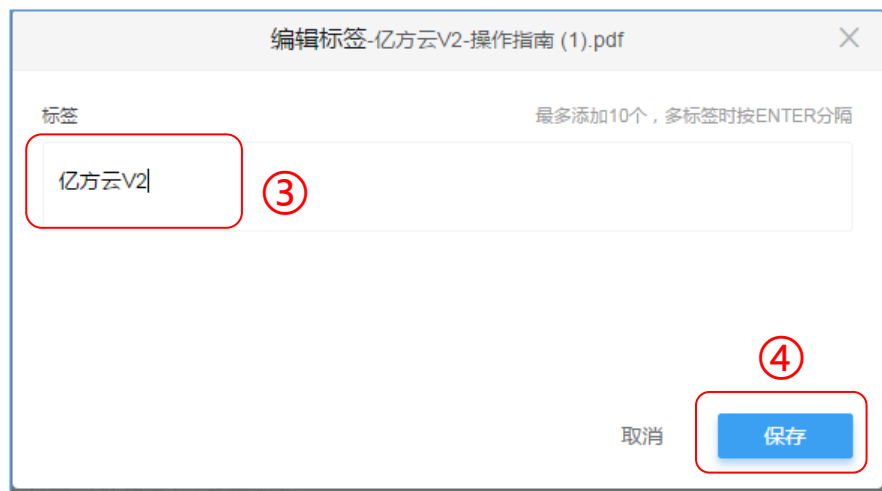 编辑标签-亿方云V2-操作指南 (1).pdf
标签 最多添加10个，多标签时按ENTER分隔
亿方云V2
③
④
取消 保存